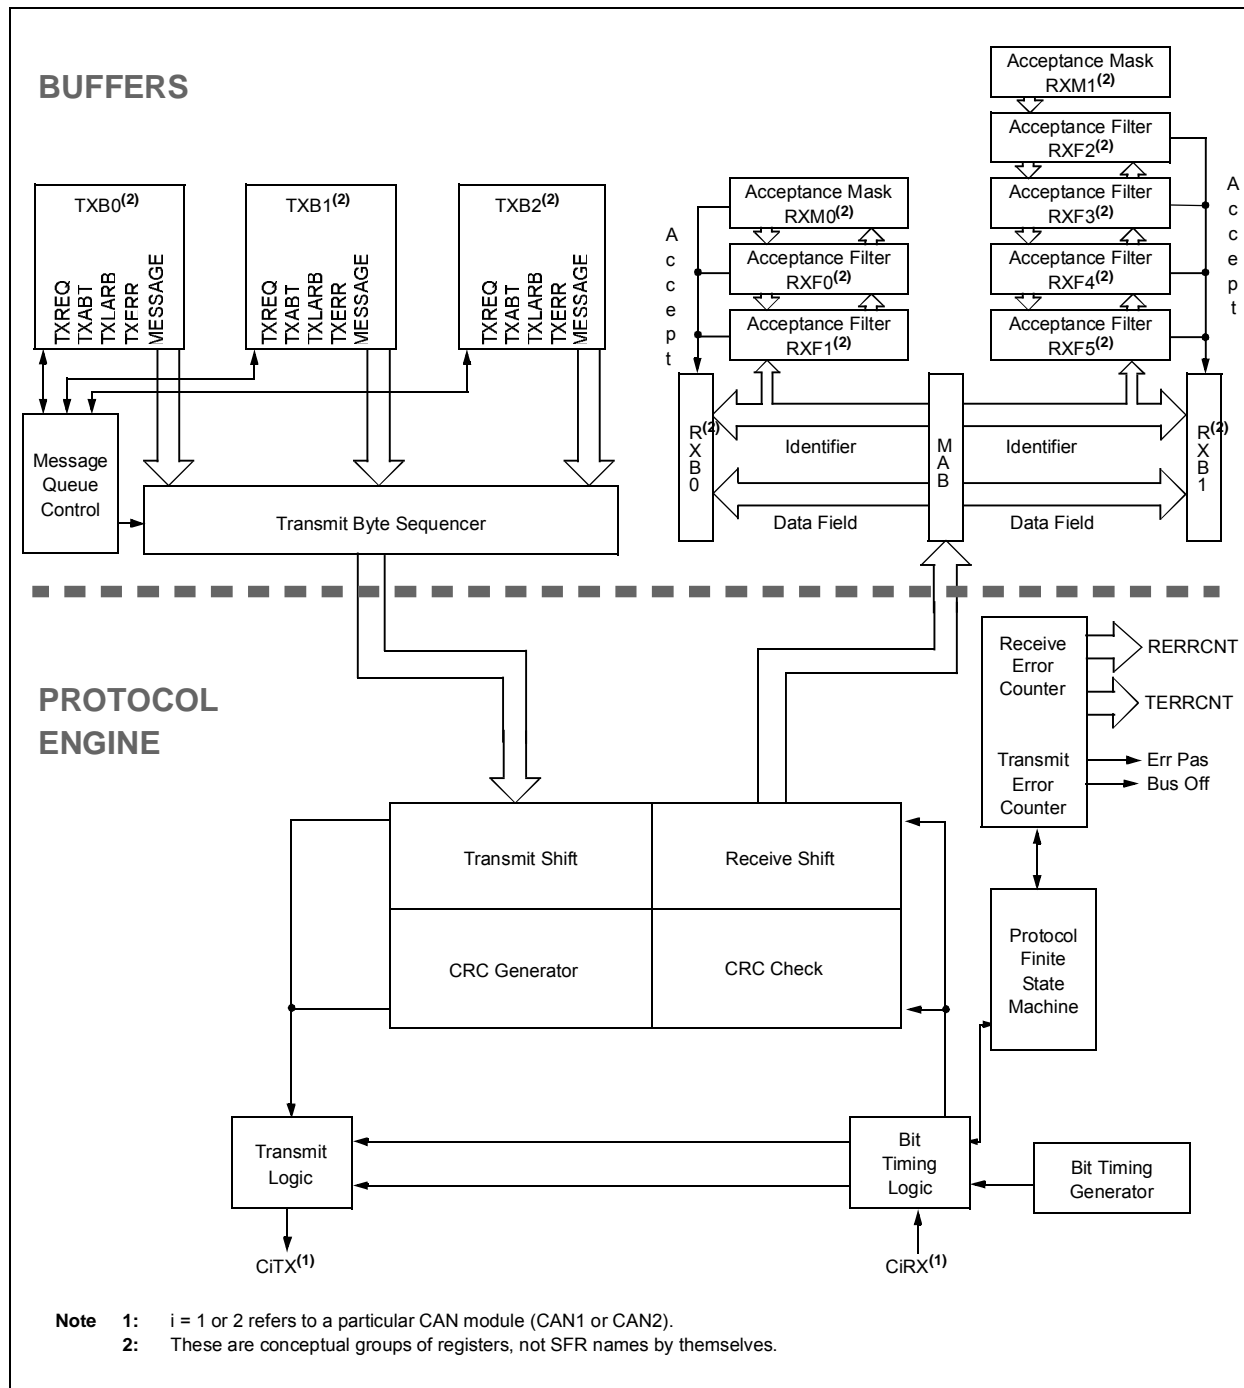 BUFFERS
Acceptance Mask
RXM1(2)
Acceptance Filter
RXF2(2)
Acceptance Filter
RXF3(2)
Acceptance Filter
RXF4(2)
Acceptance Filter
RXF5(2)
Accept
TXB0(2)
TXREQ
TXABT
TXLARB
TXERR
MESSAGE
TXB1(2)
TXREQ
TXABT
TXLARB
TXERR
MESSAGE
TXB2(2)
TXREQ
TXABT
TXLARB
TXERR
MESSAGE
Accept
Acceptance Mask
RXM0(2)
Acceptance Filter
RXF0(2)
Acceptance Filter
RXF1(2)
Message
Queue
Control
Transmit Byte Sequencer
RXB0(2)
Identifier
Data Field
MAB
Identifier
Data Field
RXB1(2)
PROTOCOL
ENGINE
Receive
Error
Counter
Transmit
Error
Counter
RERRCNT
TERRCNT
Err Pas
Bus Off
Transmit Shift
Receive Shift
CRC Generator
CRC Check
Protocol
Finite
State
Machine
Transmit
Logic
Bit
Timing
Logic
Bit Timing
Generator
CiTX(1)
CiRX(1)
Note 1: i = 1 or 2 refers to a particular CAN module (CAN1 or CAN2).
2: These are conceptual groups of registers, not SFR names by themselves.